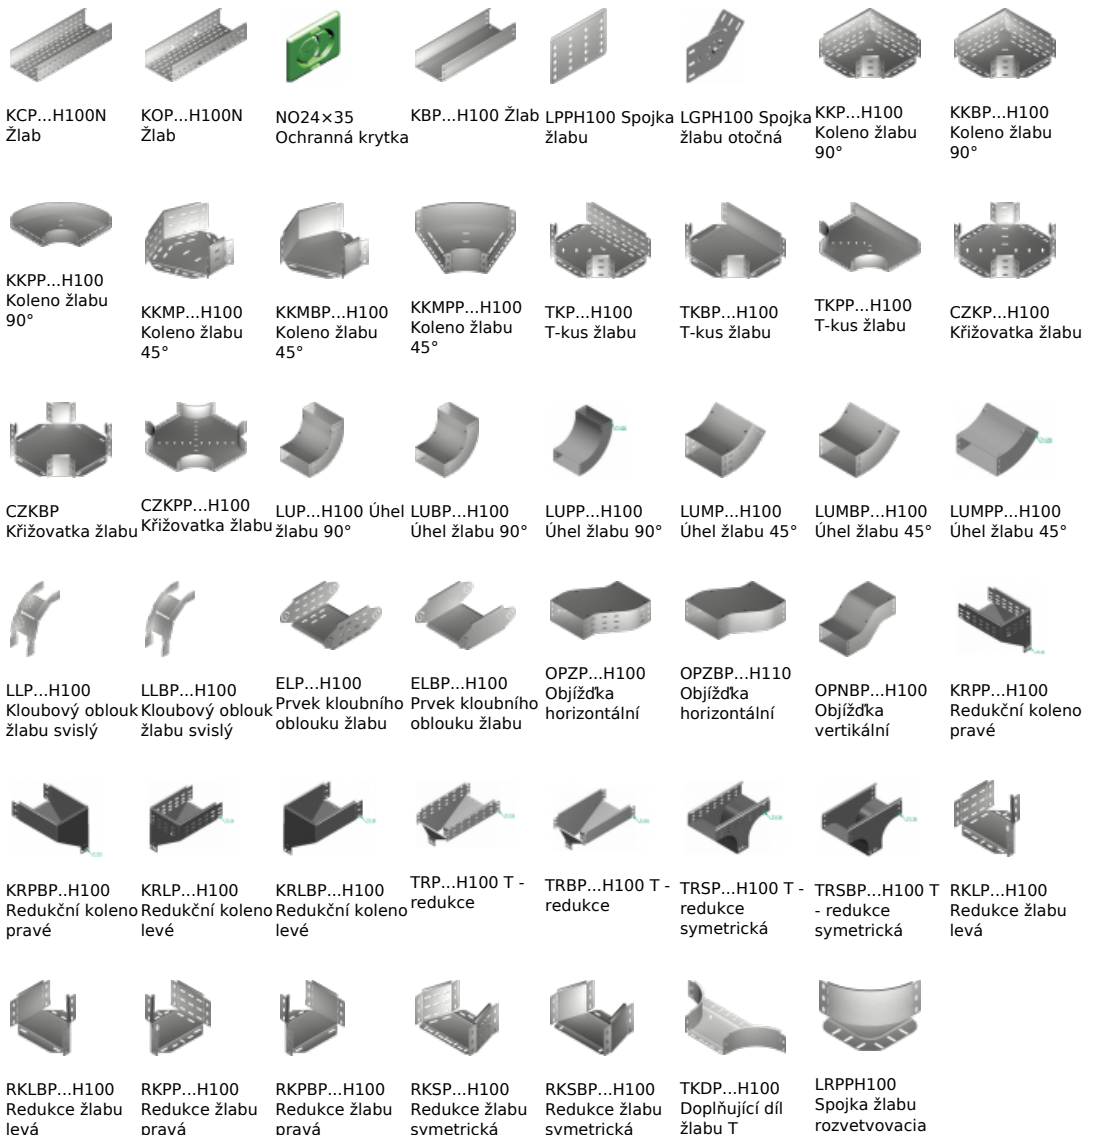 KCP...H100N
Žlab
KOP...H100N
Žlab
NO24×35
Ochranná krytka
KBP...H100 Žlab
LPPH100 Spojka
žlabu
LGPH100 Spojka
žlabu otočná
KKP...H100
Koleno žlabu
90°
KKBP...H100
Koleno žlabu
90°
KKPP...H100
Koleno žlabu
90°
KKMP...H100
Koleno žlabu
45°
KKMBP...H100
Koleno žlabu
45°
KKMPP...H100
Koleno žlabu
45°
TKP...H100
T-kus žlabu
TKBP...H100
T-kus žlabu
TKPP...H100
T-kus žlabu
CZKP...H100
Křižovatka žlabu
CZKBP
Křižovatka žlabu
CZKPP...H100
Křižovatka žlabu
LUP...H100 Úhel
žlabu 90°
LUBP...H100
Úhel žlabu 90°
LUPP...H100
Úhel žlabu 90°
LUMP...H100
Úhel žlabu 45°
LUMBP...H100
Úhel žlabu 45°
LUMPP...H100
Úhel žlabu 45°
LLP...H100
Kloubový oblouk
žlabu svislý
LLBP...H100
Kloubový oblouk
žlabu svislý
ELP...H100
Prvek kloubního
oblouku žlabu
ELBP...H100
Prvek kloubního
oblouku žlabu
OPZP...H100
Objížďka
horizontální
OPZBP...H110
Objížďka
horizontální
OPNBP...H100
Objížďka
vertikální
KRPP...H100
Redukční koleno
pravé
KRPBP..H100
Redukční koleno
pravé
KRLP...H100
Redukční koleno
levé
KRLBP...H100
Redukční koleno
levé
TRP...H100 T -
redukce
TRBP...H100 T -
redukce
TRSP...H100 T -
redukce
symetrická
TRSBP...H100 T
- redukce
symetrická
RKLP...H100
Redukce žlabu
levá
RKLBP...H100
Redukce žlabu
levá
RKPP...H100
Redukce žlabu
pravá
RKPBP...H100
Redukce žlabu
pravá
RKSP...H100
Redukce žlabu
symetrická
RKSBP...H100
Redukce žlabu
symetrická
TKDP...H100
Doplňující díl
žlabu T
LRPPH100
Spojka žlabu
rozvetvovacia